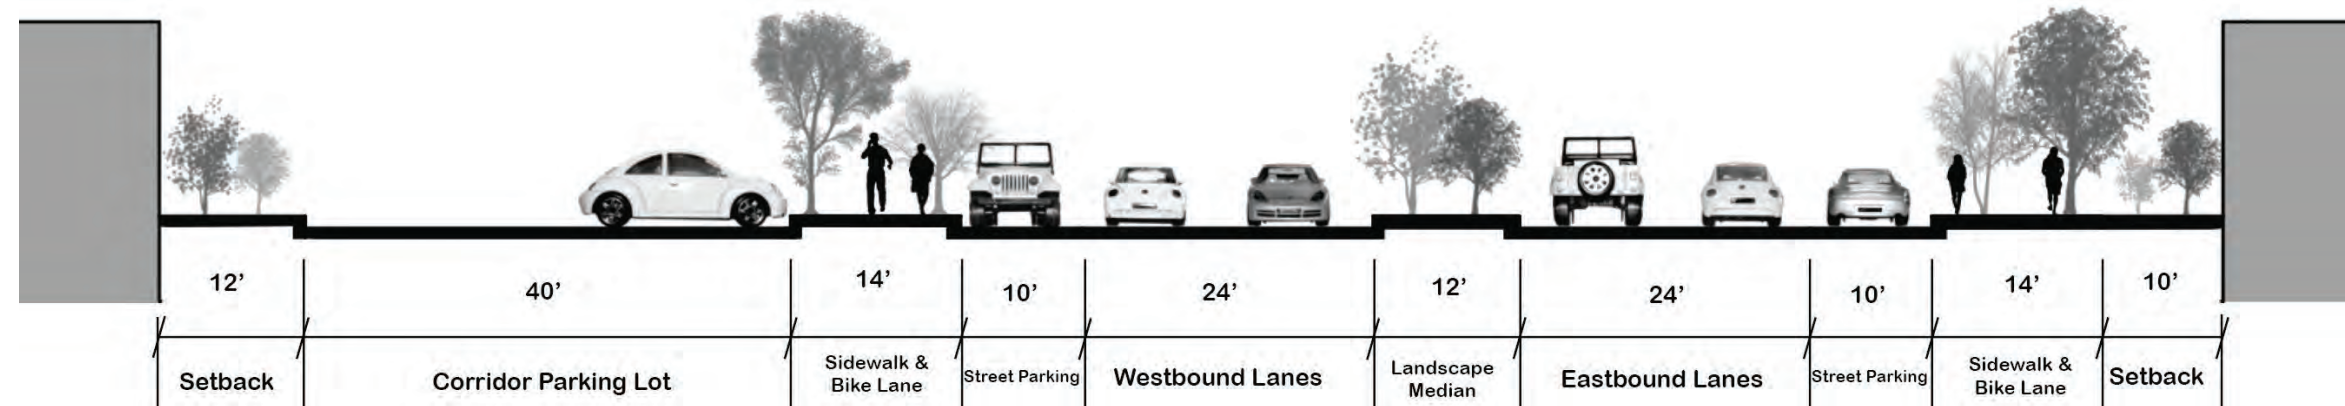 12’
40’
14’
10’
24’
12’
24’
10’
14’
10’
Setback
Corridor Parking Lot
Sidewalk &
Bike Lane
Street Parking
Westbound Lanes
Landscape
Median
Eastbound Lanes
Street Parking
Sidewalk &
Bike Lane
Setback